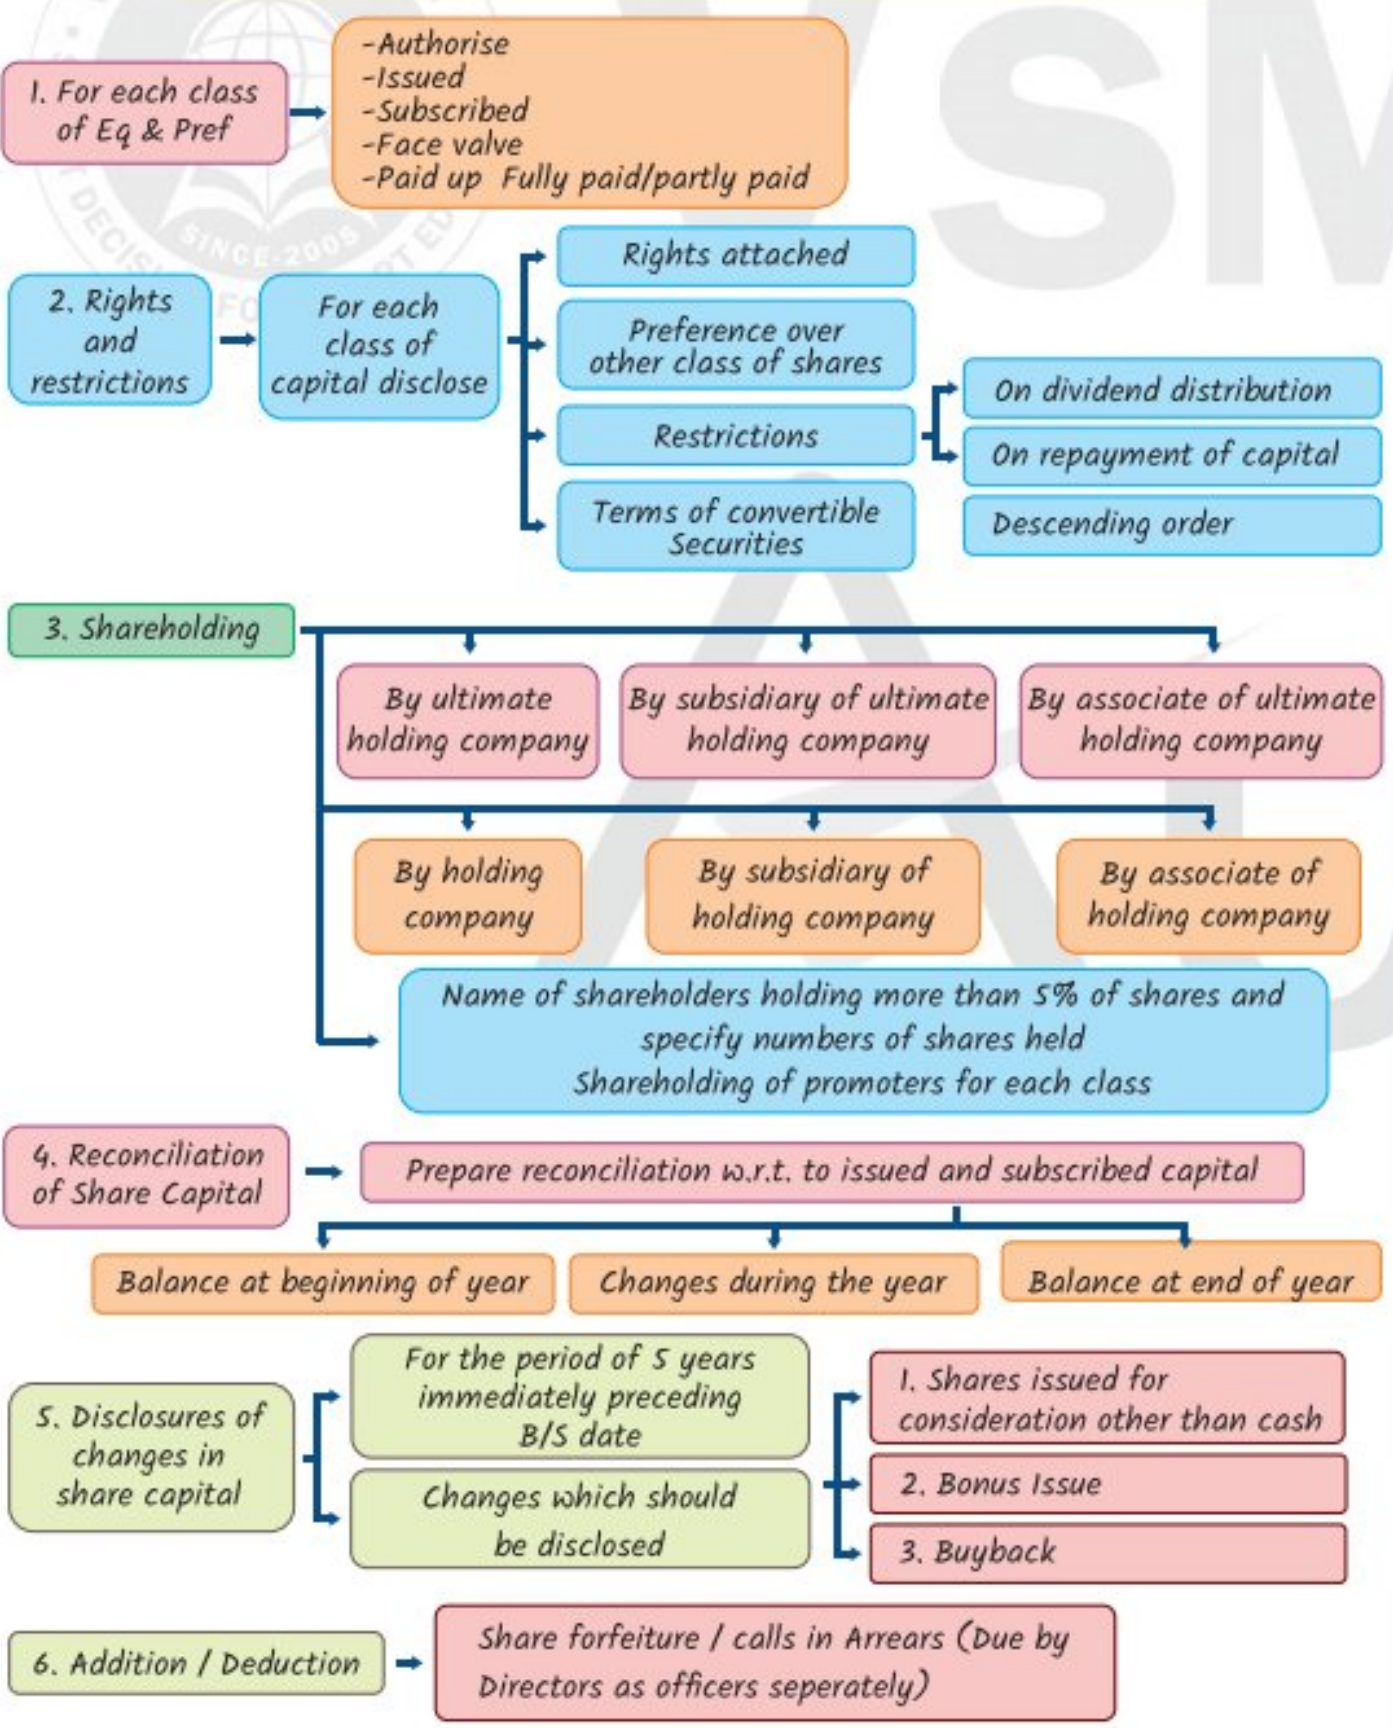 1. For each class
of Eq & Pref
-Authorise
-Issued
-Subscribed
-Face valve
-Paid up Fully paid/partly paid
2. Rights
and
restrictions
For each
class of
capital disclose
Rights attached
Preference over
other class of shares
Restrictions
Terms of convertible
Securities
On dividend distribution
On repayment of capital
Descending order
3. Shareholding
By ultimate
holding company
By subsidiary of ultimate
holding company
By associate of ultimate
holding company
By holding
company
By subsidiary of
holding company
By associate of
holding company
Name of shareholders holding more than 5% of shares and
specify numbers of shares held
Shareholding of promoters for each class
4. Reconciliation
of Share Capital
Prepare reconciliation w.r.t. to issued and subscribed capital
Balance at beginning of year
Changes during the year
Balance at end of year
5. Disclosures of
changes in
share capital
For the period of 5 years
immediately preceding
B/S date
Changes which should
be disclosed
1. Shares issued for
consideration other than cash
2. Bonus Issue
3. Buyback
6. Addition / Deduction
Share forfeiture / calls in Arrears (Due by
Directors as officers seperately)
SINCE-2005
VSM